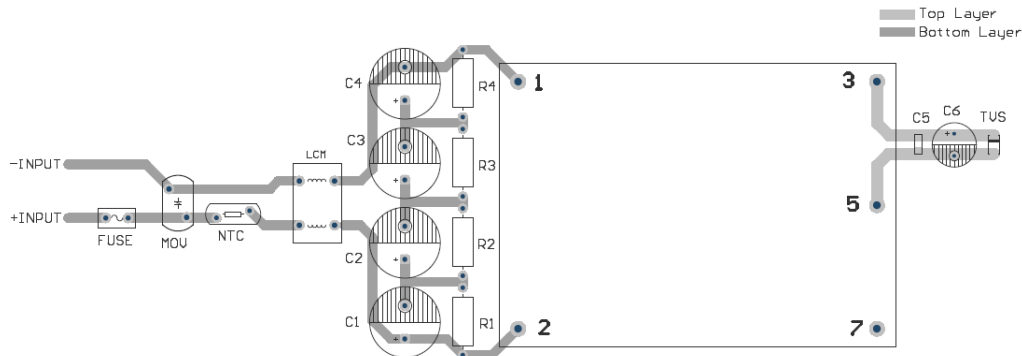 Top Layer
Bottom Layer
C4
+
R4
1
3
C5
C6
+
TVS
C3
+
R3
-INPUT
LCM
5
+INPUT
FUSE
MOV
NTC
C2
+
R2
C1
+
R1
2
7